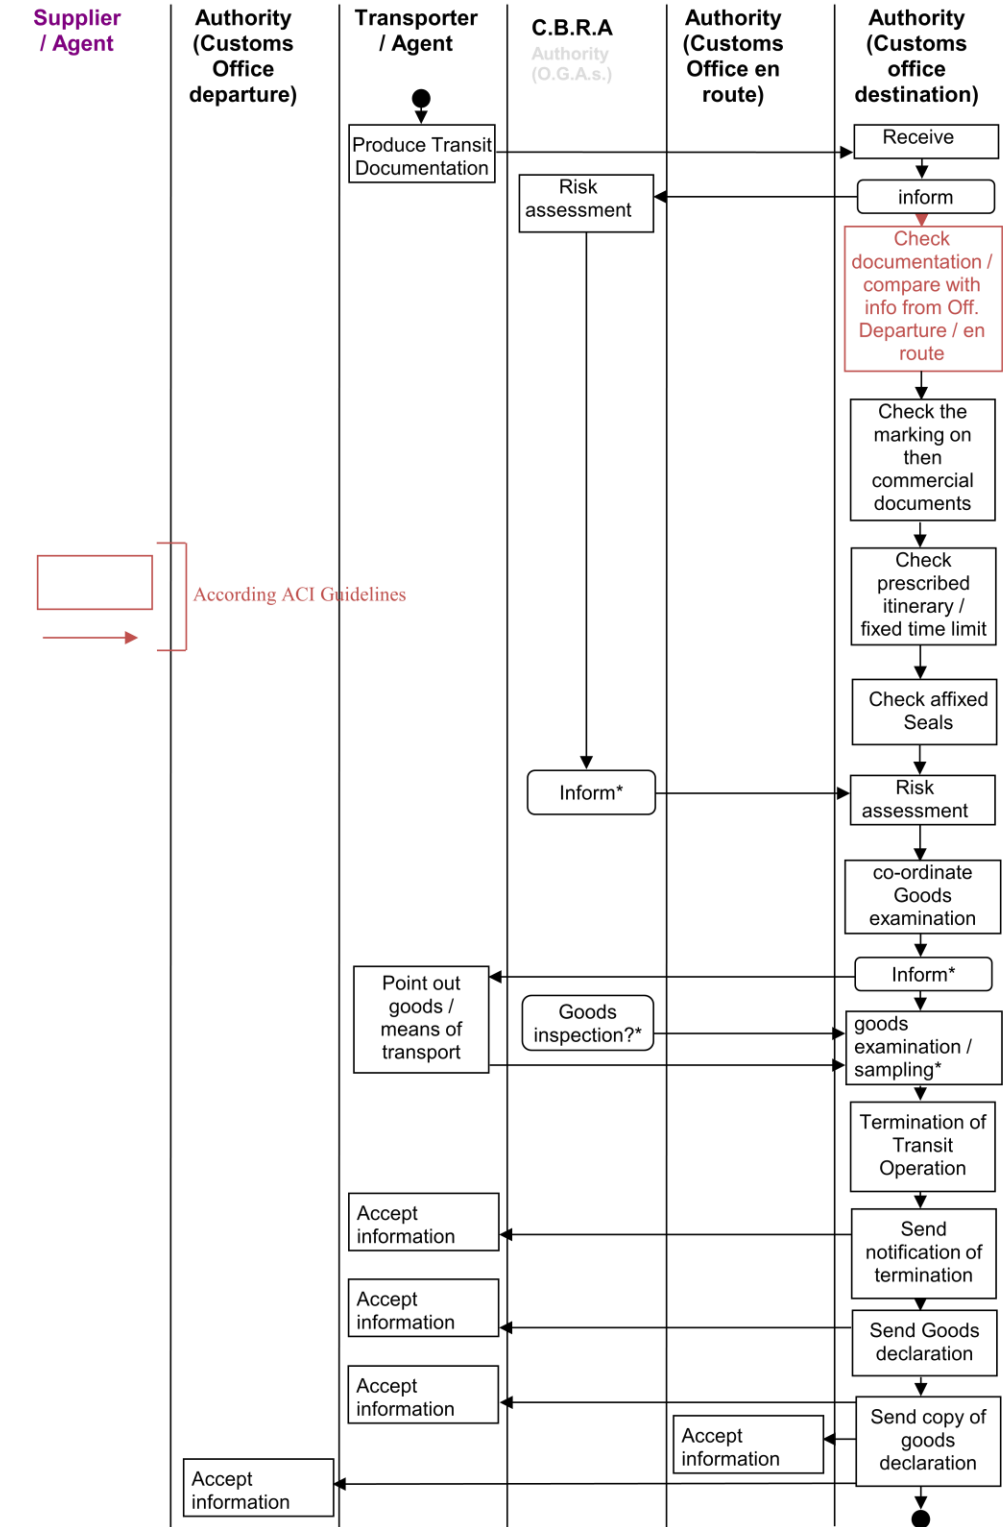 Supplier
/ Agent
Authority
(Customs
Office
departure)
Transporter
/ Agent
C.B.R.A
Authority
(O.G.A.s.)
Authority
(Customs
Office en
route)
Authority
(Customs
office
destination)
Produce Transit
Documentation
Receive
Risk
assessment
inform
Check
documentation /
compare with
info from Off.
Departure / en
route
Check the
marking on
then
commercial
documents
According ACI Guidelines
Check
prescribed
itinerary /
fixed time limit
Check affixed
Seals
Inform*
Risk
assessment
co-ordinate
Goods
examination
Inform*
Point out
goods /
means of
transport
Goods
inspection?*
goods
examination /
sampling*
Termination of
Transit
Operation
Accept
information
Send
notification of
termination
Accept
information
Send Goods
declaration
Accept
information
Send copy of
goods
declaration
Accept
information
Accept
information